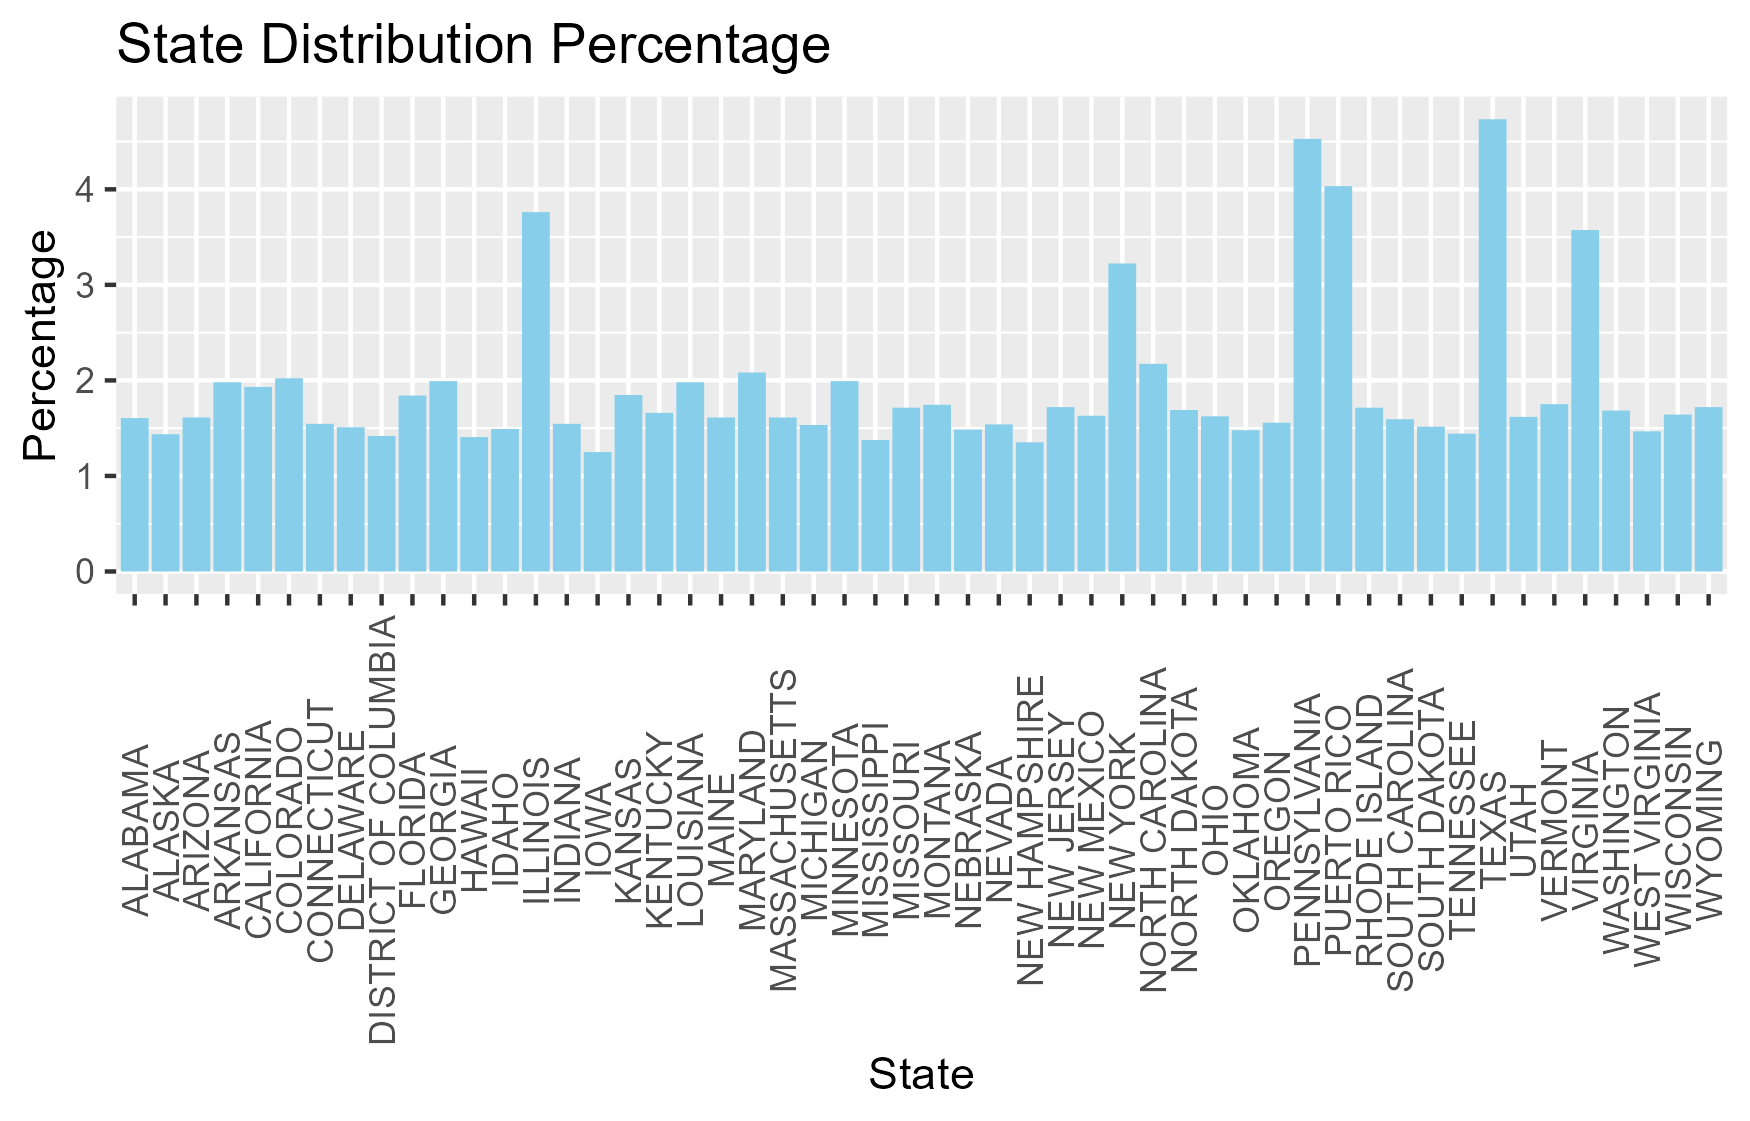 State Distribution Percentage
Percentage
4
3
2
1
0
ALABAMA
ALASKA
ARIZONA
ARKANSAS
CALIFORNIA
COLORADO
CONNECTICUT
DELAWARE
DISTRICT OF COLUMBIA
FLORIDA
GEORGIA
HAWAII
IDAHO
ILLINOIS
INDIANA
IOWA
KANSAS
KENTUCKY
LOUISIANA
MAINE
MARYLAND
MASSACHUSETTS
MICHIGAN
MINNESOTA
MISSISSIPPI
MISSOURI
MONTANA
NEBRASKA
NEVADA
NEW HAMPSHIRE
NEW JERSEY
NEW MEXICO
NEW YORK
NORTH CAROLINA
NORTH DAKOTA
OHIO
OKLAHOMA
OREGON
PENNSYLVANIA
PUERTO RICO
RHODE ISLAND
SOUTH CAROLINA
SOUTH DAKOTA
TENNESSEE
TEXAS
UTAH
VERMONT
VIRGINIA
WASHINGTON
WEST VIRGINIA
WISCONSIN
WYOMING
State